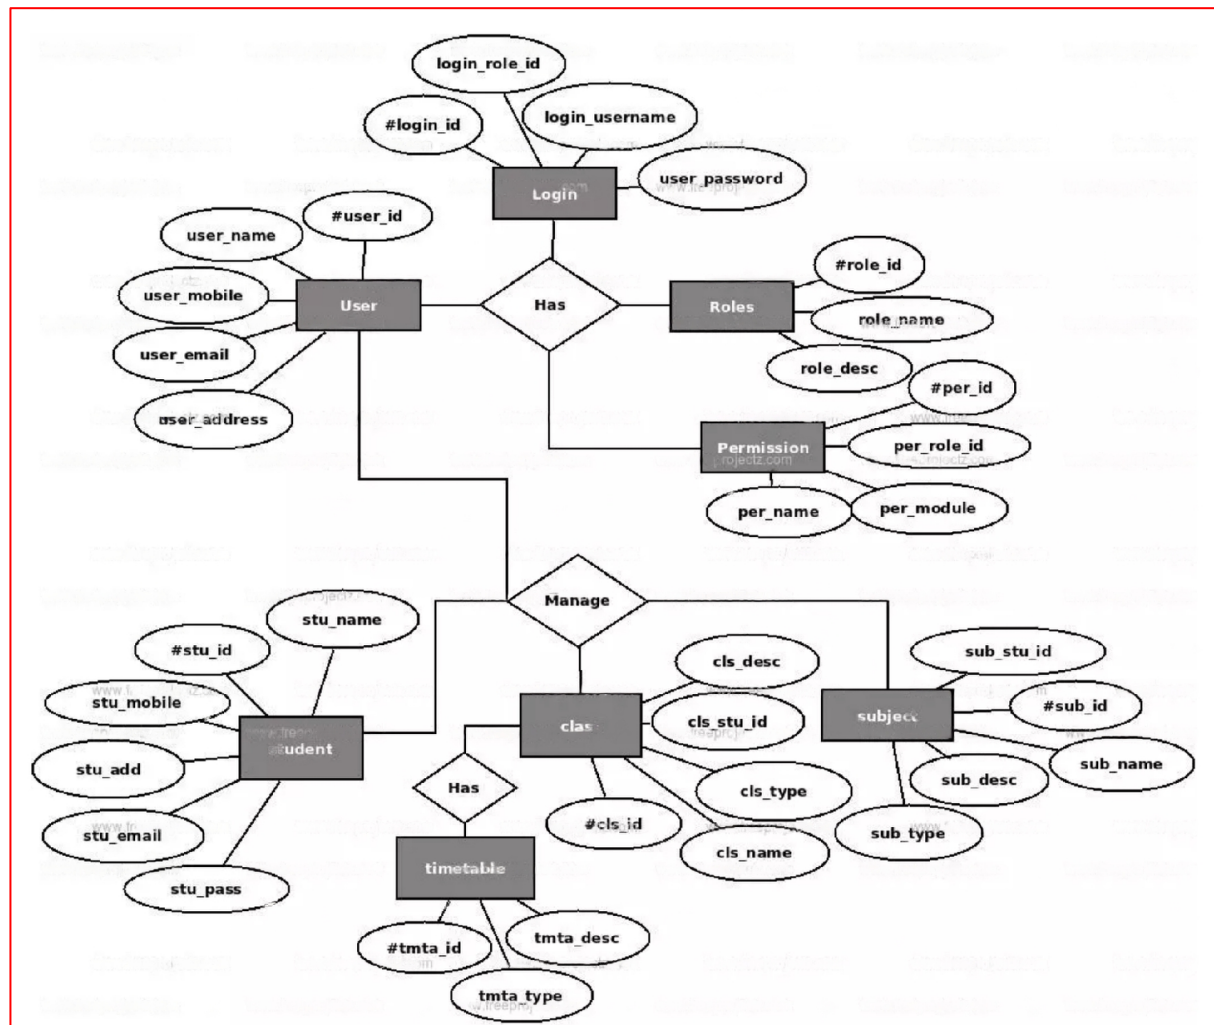 login_role_id
login_username
#login_id
user_password
Login
#user_id
user_name
user_mobile
User
Has
Roles
#role_id
role_name
user_email
role_desc
#per_id
user_address
Permission
per_role_id
per_name
per_module
Manage
stu_name
#stu_id
cls_desc
sub_stu_id
stu_mobile
clas
cls_stu_id
subject
#sub_id
tudent
stu_add
Has
cls_type
sub_desc
sub_name
#cls_id
stu_email
cls_name
sub_type
stu_pass
timetable
#tmta_id
tmta_desc
tmta_type